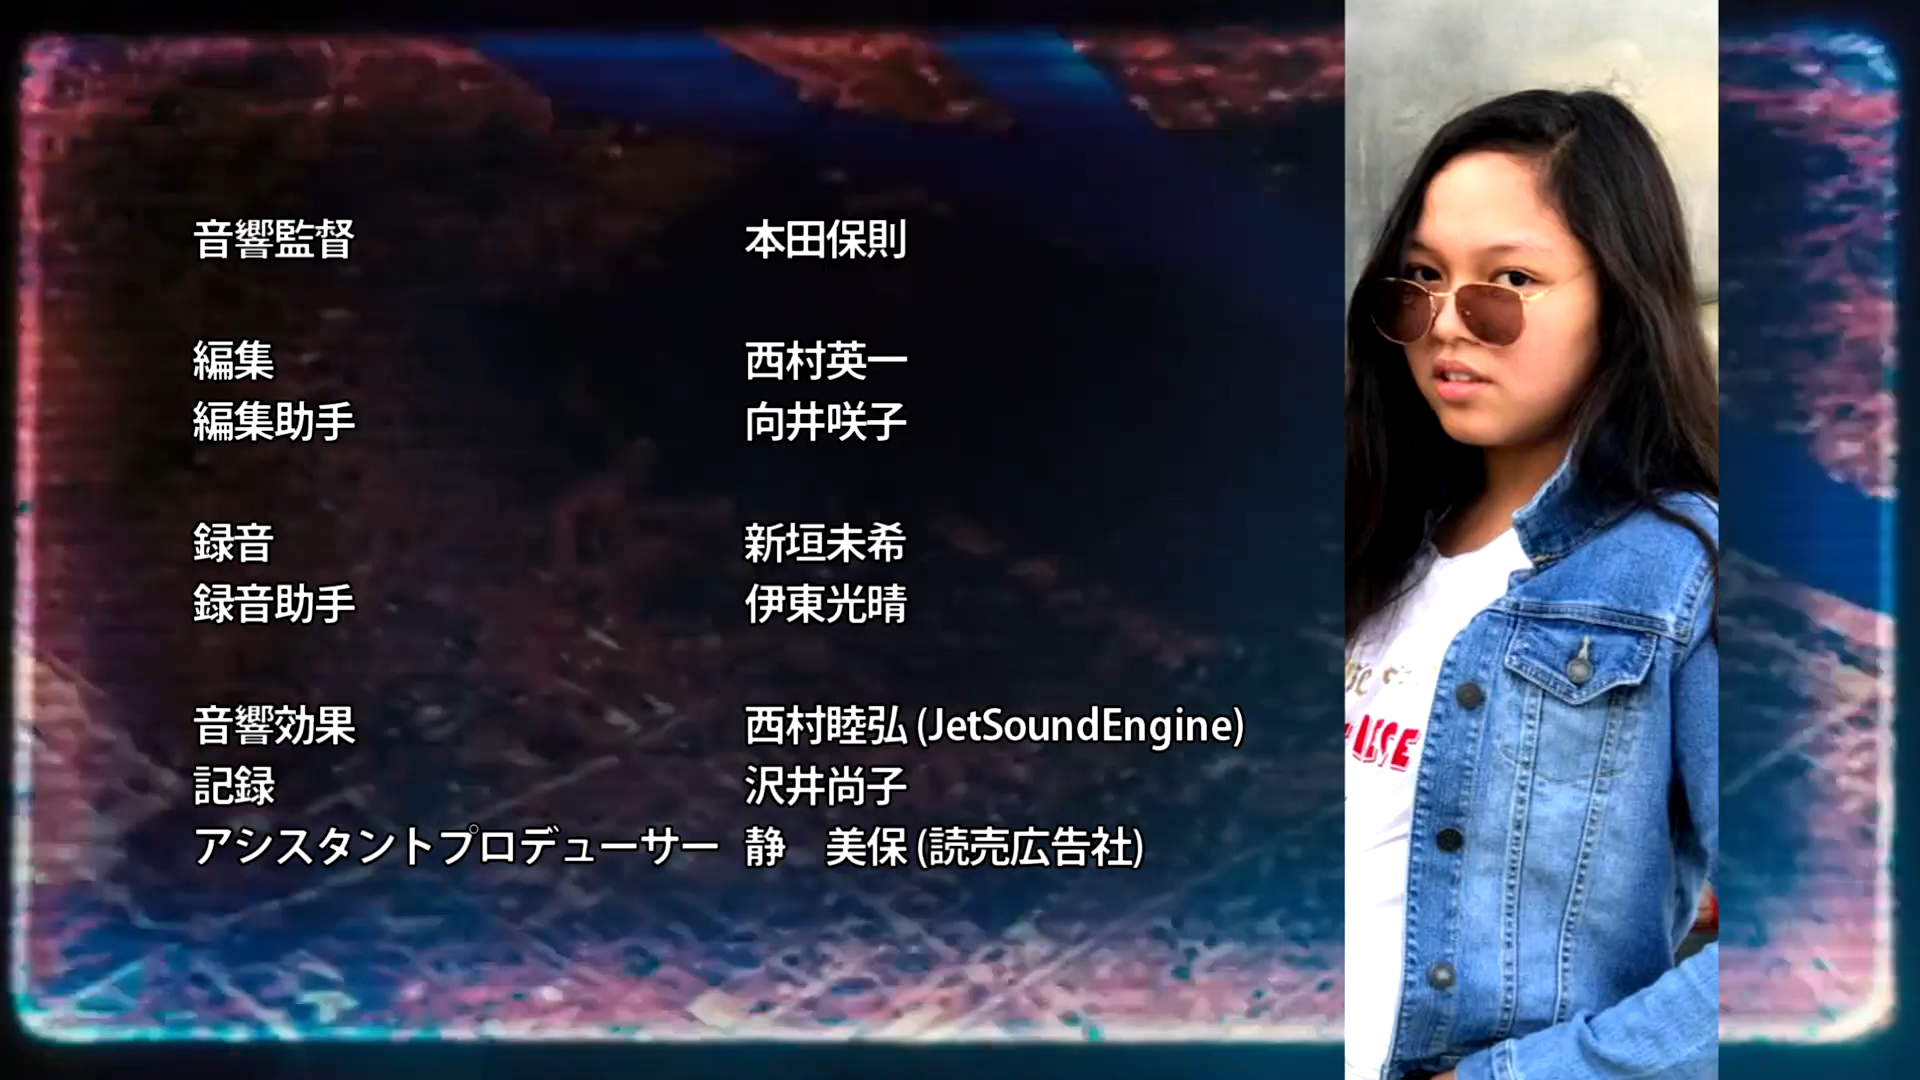 音響監督 本田保則
編集 西村英一
編集助手 向井咲子
録音 新垣未希
録音助手 伊東光晴
音響効果 西村睦弘 (JetSoundEngine)
記録 沢井尚子
アシスタントプロデューサー 静　美保 (読売広告社)